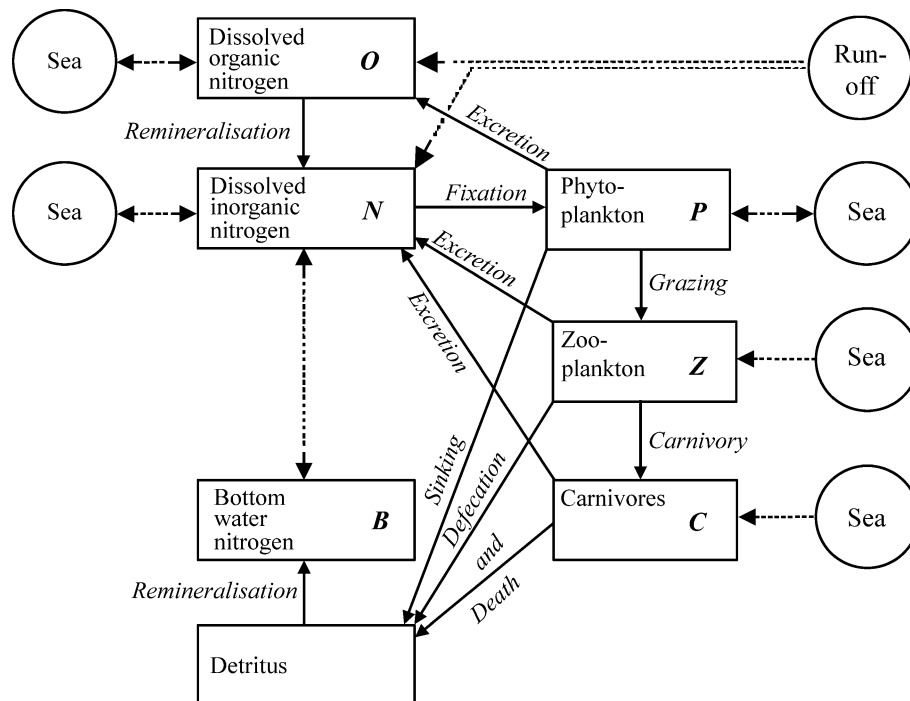 Sea
Dissolved
organic
nitrogen
O
Run-
off
Remineralisation
Excretion
Sea
Dissolved
inorganic
nitrogen
N
Fixation
Phyto-
plankton
P
Sea
Excretion
Grazing
Excretion
Zoo-
plankton
Z
Sea
Carnivory
Sinking
Defecation
and
Death
Bottom
water
nitrogen
B
Carnivores
C
Sea
Remineralisation
Detritus